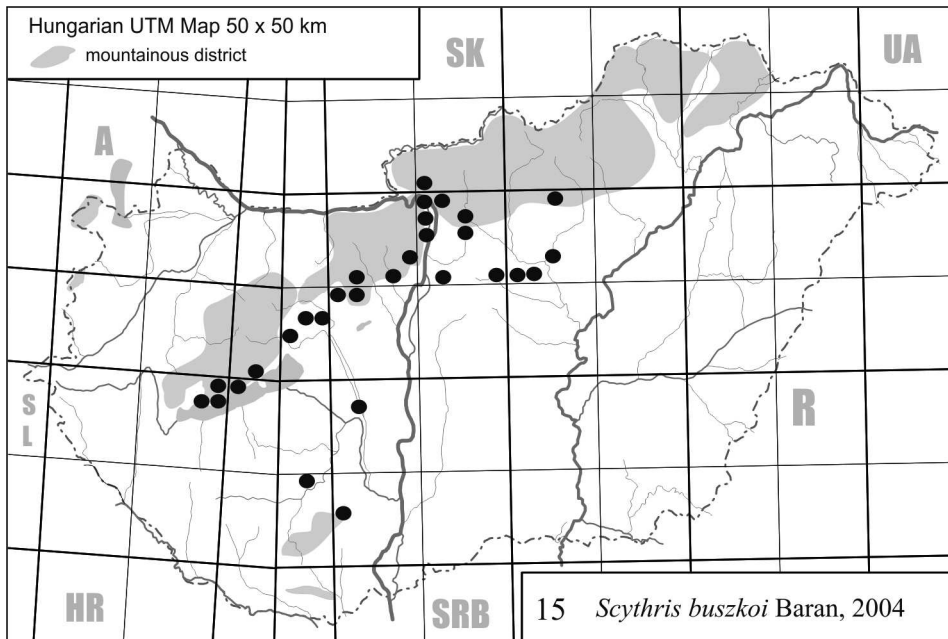 Hungarian UTM Map 50 x 50 km
mountainous district
SK
UA
A
S
L
R
HR
SRB
15 Scythris buszkoi Baran, 2004